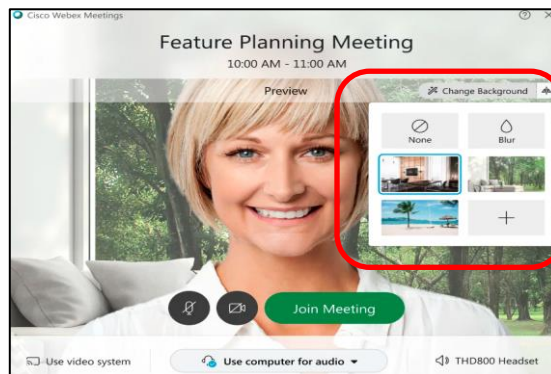 Cisco Webex Meetings
Feature Planning Meeting
10:00 AM - 11:00 AM
Preview
Change Background
None
Blur
Join Meeting
Use video system
Use computer for audio
THD800 Headset